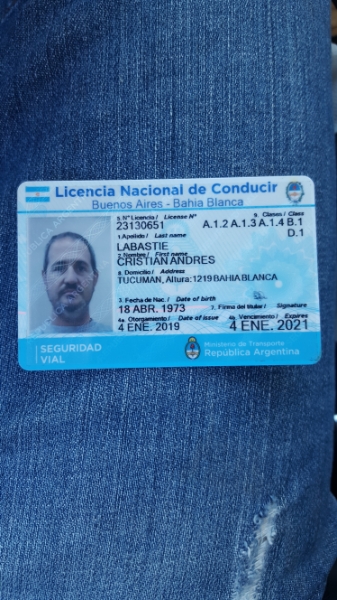 Licencia Nacional de Conducir
Buenos Aires - Bahía Blanca
5. Nº Licencia / License Nº
9. Clases / Class
23130651
A.1.2 A.1.3 A.1.4 B.1
D.1
1. Apellido / Last name
LABASTIE
2. Nombre / First name
CRISTIAN ANDRES
8. Domicilio / Address
TUCUMAN, Altura:1219 BAHIA BLANCA
3. Fecha de Nac. / Date of birth
7. Firma del titular / Signature
18 ABR. 1973
4a. Otorgamiento / Date of issue
4b. Vencimiento / Expires
4 ENE. 2019
4 ENE. 2021
SEGURIDAD
VIAL
Ministerio de Transporte
República Argentina